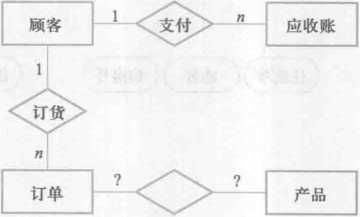 顾客 1 支付 n 应收账
1
订货
n
订单 ? ? 产品